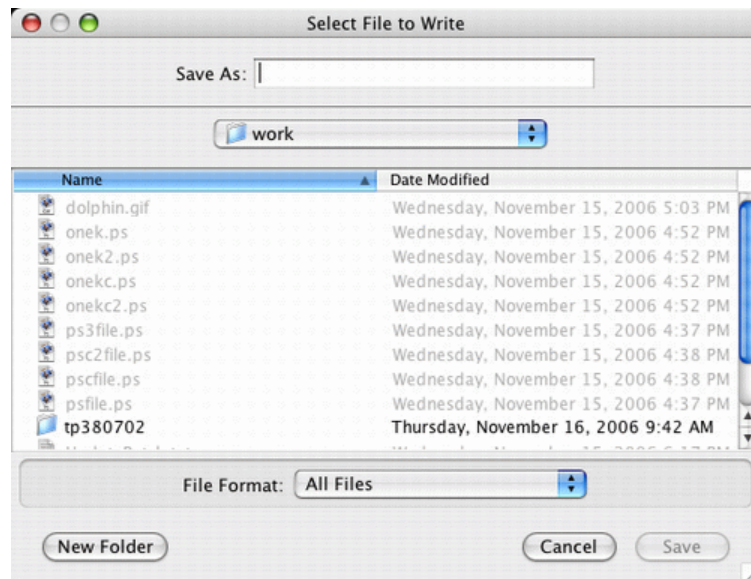 Select File to Write
Save As:
work
Name Date Modified
dolphin.gif Wednesday, November 15, 2006 5:03 PM
onek.ps Wednesday, November 15, 2006 4:52 PM
onek2.ps Wednesday, November 15, 2006 4:52 PM
onekc.ps Wednesday, November 15, 2006 4:52 PM
onekc2.ps Wednesday, November 15, 2006 4:52 PM
ps3file.ps Wednesday, November 15, 2006 4:37 PM
psc2file.ps Wednesday, November 15, 2006 4:38 PM
pscfile.ps Wednesday, November 15, 2006 4:38 PM
psfile.ps Wednesday, November 15, 2006 4:37 PM
tp380702 Thursday, November 16, 2006 9:42 AM
File Format: All Files
New Folder Cancel Save